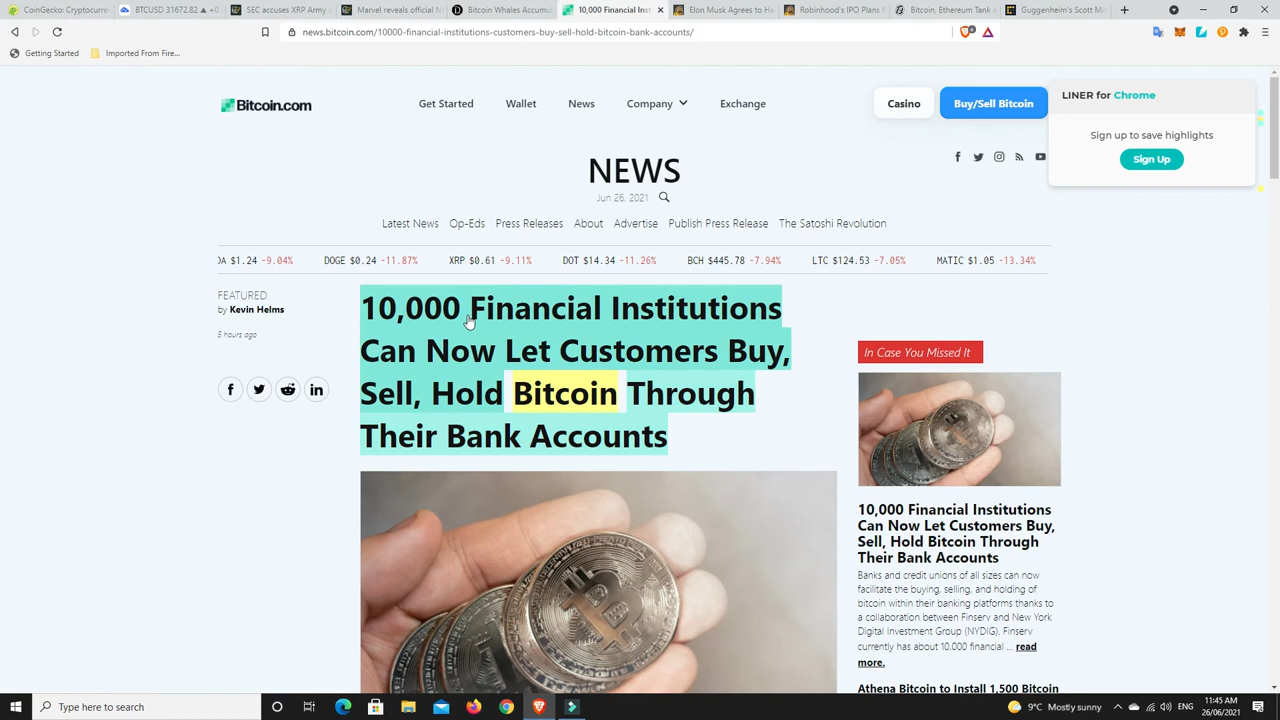 CoinGecko: Cryptocurre
BTCUSD 31672.82 ▲ +0.
SEC accuses XRP Army o
Marvel reveals official N
Bitcoin Whales Accumul
10,000 Financial Inst
Elon Musk Agrees to He
Robinhood's IPO Plans R
Bitcoin, Ethereum Tank a
Guggenheim's Scott Mi
news.bitcoin.com/10000-financial-institutions-customers-buy-sell-hold-bitcoin-bank-accounts/
Getting Started
Imported From Fire...
Bitcoin.com
Get Started
Wallet
News
Company
Exchange
Casino
Buy/Sell Bitcoin
LINER for Chrome
Sign up to save highlights
Sign Up
NEWS
Jun 26, 2021
Latest News
Op-Eds
Press Releases
About
Advertise
Publish Press Release
The Satoshi Revolution
DA $1.24 -9.04%
DOGE $0.24 -11.87%
XRP $0.61 -9.11%
DOT $14.34 -11.26%
BCH $445.78 -7.94%
LTC $124.53 -7.05%
MATIC $1.05 -13.34%
FEATURED
by Kevin Helms
5 hours ago
10,000 Financial Institutions
Can Now Let Customers Buy,
Sell, Hold Bitcoin Through
Their Bank Accounts
In Case You Missed It
10,000 Financial Institutions
Can Now Let Customers Buy,
Sell, Hold Bitcoin Through
Their Bank Accounts
Banks and credit unions of all sizes can now
facilitate the buying, selling, and holding of
bitcoin within their banking platforms thanks to
a collaboration between Finserv and New York
Digital Investment Group (NYDIG). Finserv
currently has about 10,000 financial ... read
more.
Athena Bitcoin to Install 1,500 Bitcoin
Type here to search
9°C Mostly sunny
ENG
11:45 AM
26/06/2021